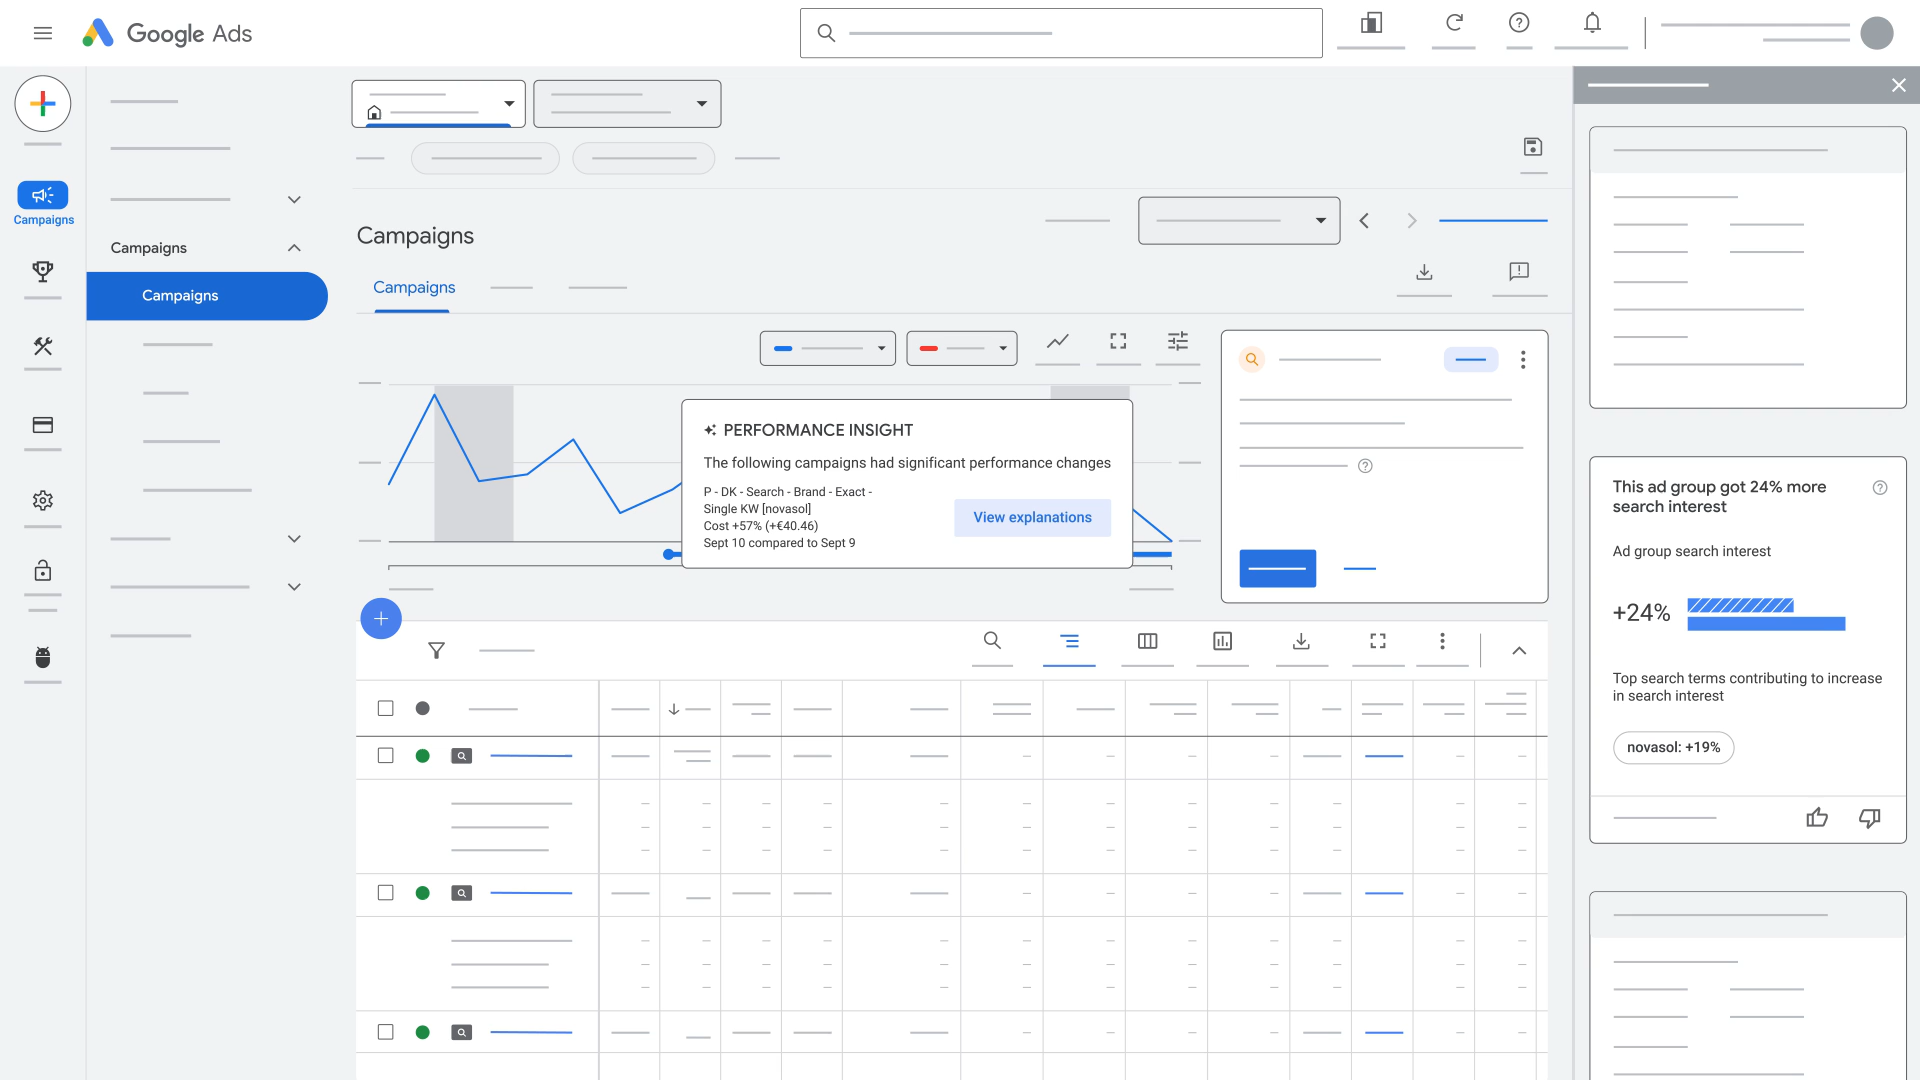 Google Ads
Campaigns
Campaigns
Campaigns
Campaigns
Campaigns
PERFORMANCE INSIGHT
The following campaigns had significant performance changes
P - DK - Search - Brand - Exact -
Single KW [novasol]
Cost +57% (+€40.46)
Sept 10 compared to Sept 9
View explanations
This ad group got 24% more
search interest
Ad group search interest
+24%
Top search terms contributing to increase
in search interest
novasol: +19%